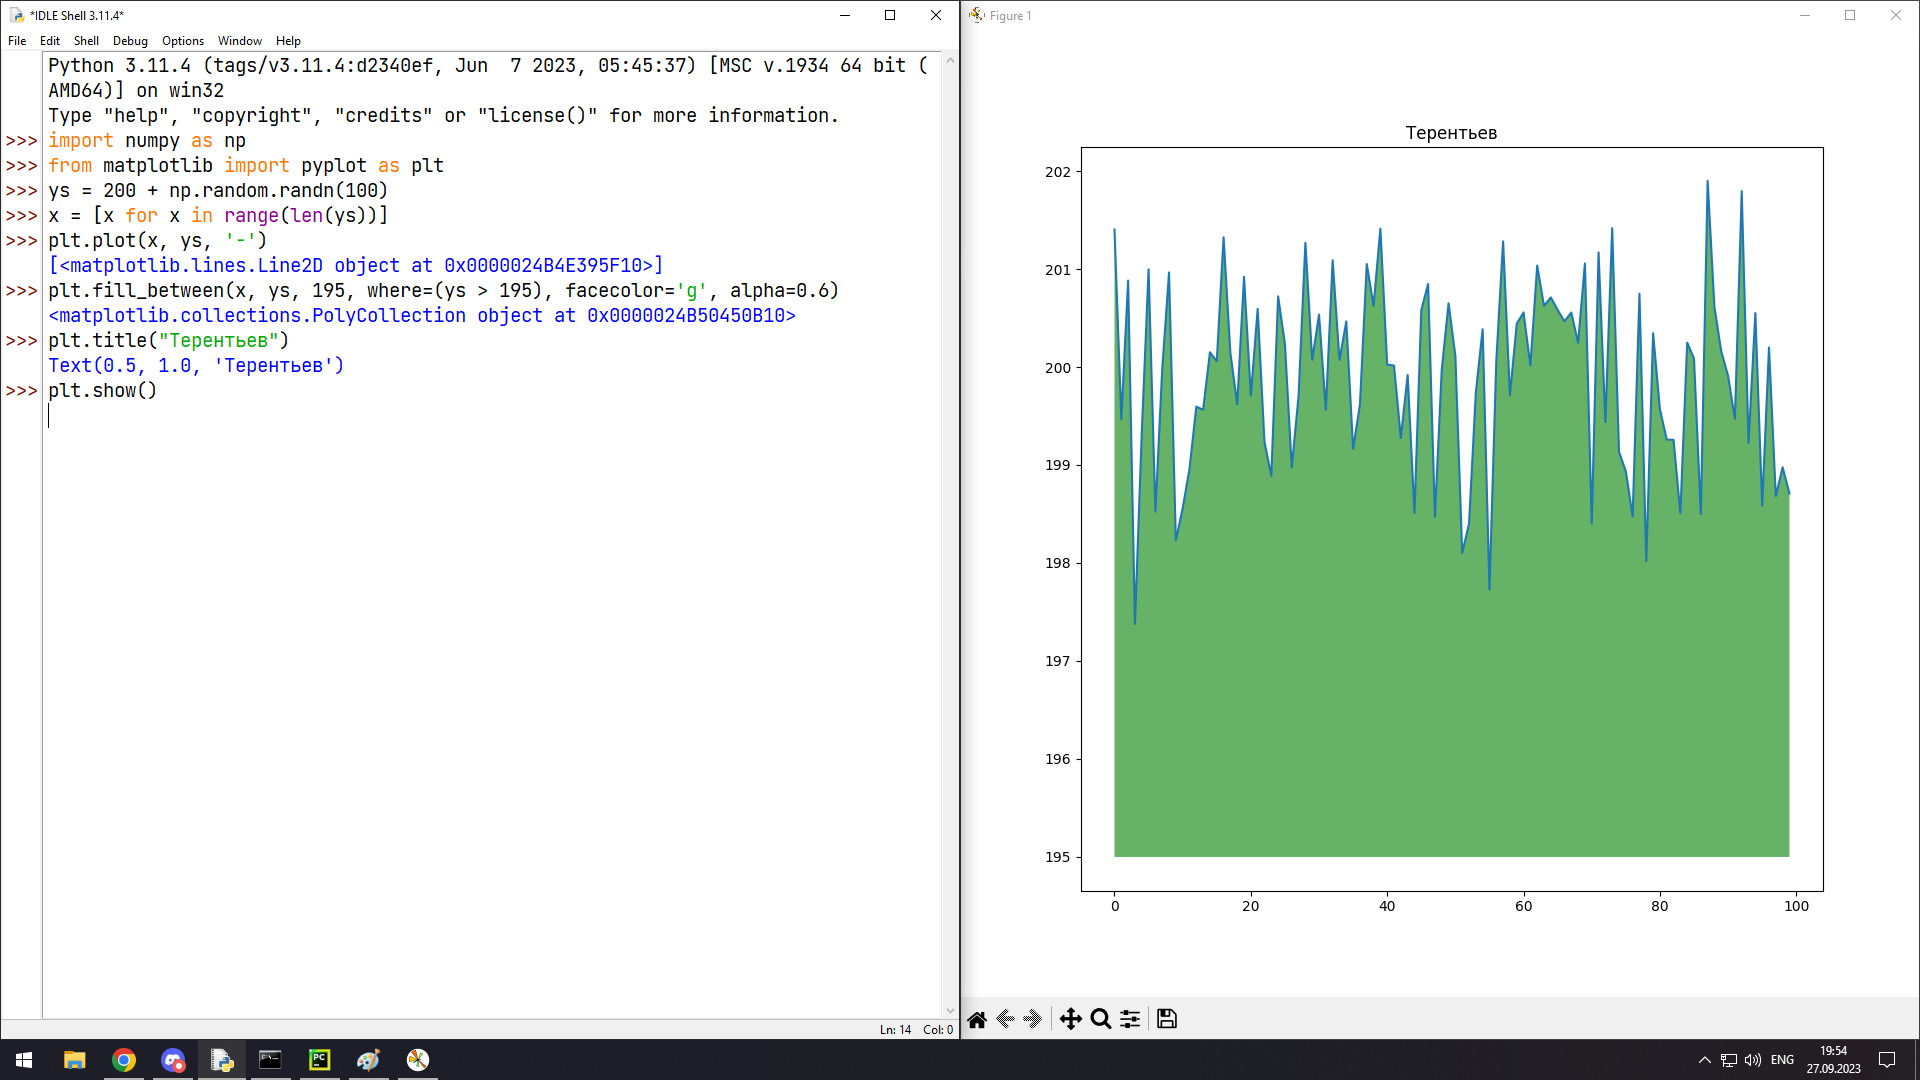 *IDLE Shell 3.11.4*
File Edit Shell Debug Options Window Help
Python 3.11.4 (tags/v3.11.4:d2340ef, Jun  7 2023, 05:45:37) [MSC v.1934 64 bit (
AMD64)] on win32
Type "help", "copyright", "credits" or "license()" for more information.
>>> import numpy as np
>>> from matplotlib import pyplot as plt
>>> ys = 200 + np.random.randn(100)
>>> x = [x for x in range(len(ys))]
>>> plt.plot(x, ys, '-')
[<matplotlib.lines.Line2D object at 0x0000024B4E395F10>]
>>> plt.fill_between(x, ys, 195, where=(ys > 195), facecolor='g', alpha=0.6)
<matplotlib.collections.PolyCollection object at 0x0000024B50450B10>
>>> plt.title("Терентьев")
Text(0.5, 1.0, 'Терентьев')
>>> plt.show()
Ln: 14 Col: 0
Figure 1
Терентьев
202
201
200
199
198
197
196
195
0 20 40 60 80 100
PC
ENG
19:54
27.09.2023